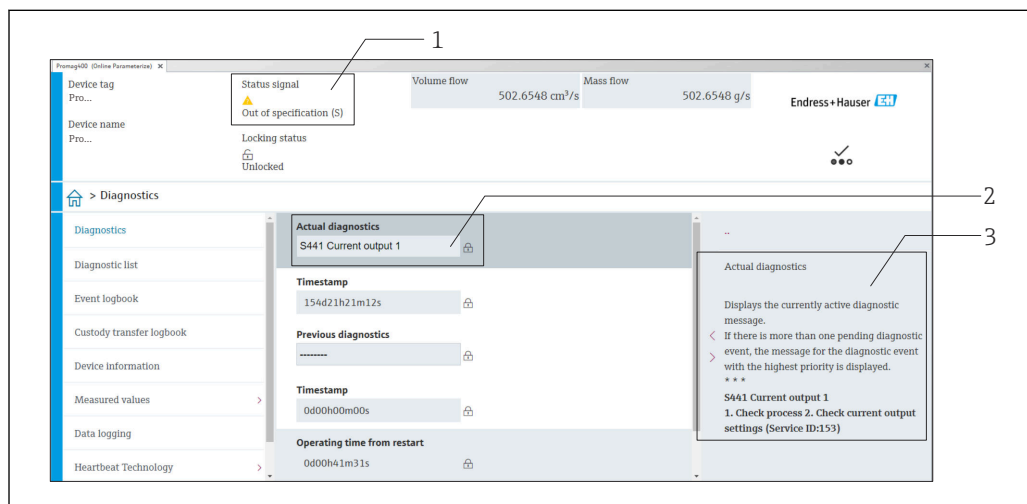 1
Promag400 (Online Parameterize) ×
Device tag
Pro...
Device name
Pro...
Status signal
Out of specification (S)
Locking status
Unlocked
Volume flow
502.6548 cm³/s
Mass flow
502.6548 g/s
Endress+Hauser EH
> Diagnostics
2
3
Diagnostics
Diagnostic list
Event logbook
Custody transfer logbook
Device information
Measured values >
Data logging
Heartbeat Technology >
Actual diagnostics
S441 Current output 1
Timestamp
154d21h21m12s
Previous diagnostics
--------
Timestamp
0d00h00m00s
Operating time from restart
0d00h41m31s
..
Actual diagnostics
Displays the currently active diagnostic
message.
If there is more than one pending diagnostic
event, the message for the diagnostic event
with the highest priority is displayed.
* * *
S441 Current output 1
1. Check process 2. Check current output
settings (Service ID:153)